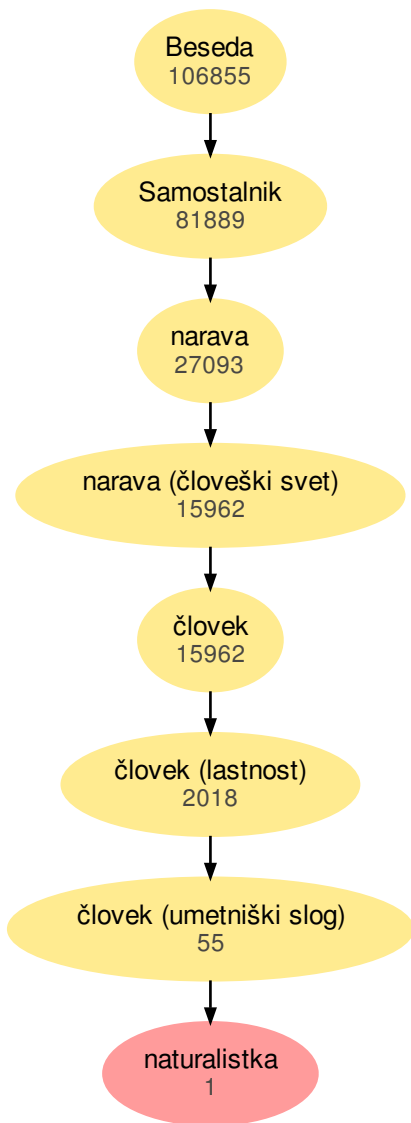 Beseda
106855
Samostalnik
81889
narava
27093
narava (človeški svet)
15962
človek
15962
človek (lastnost)
2018
človek (umetniški slog)
55
naturalistka
1